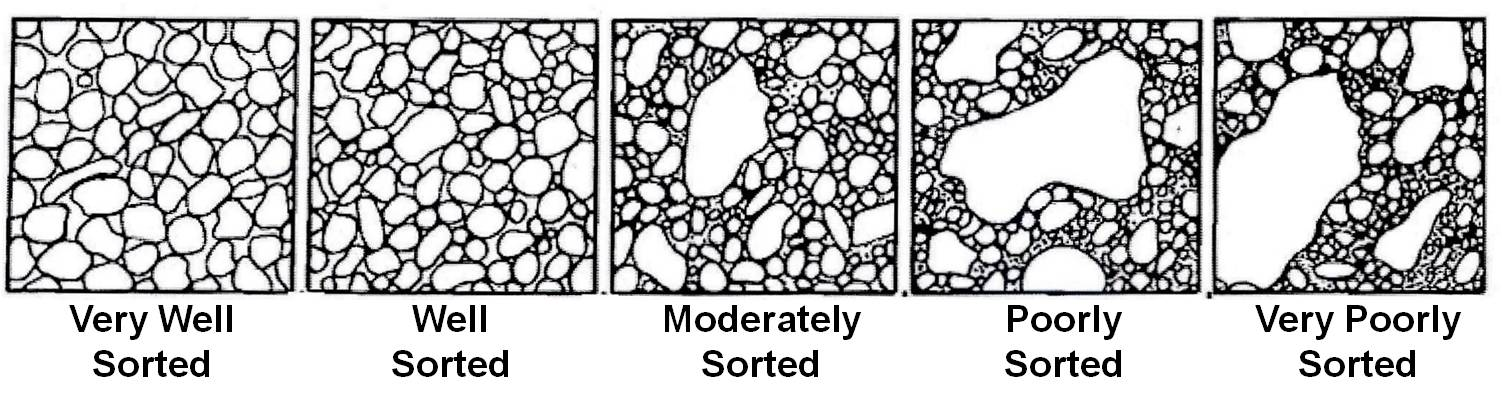 Very Well
Sorted
Well
Sorted
Moderately
Sorted
Poorly
Sorted
Very Poorly
Sorted